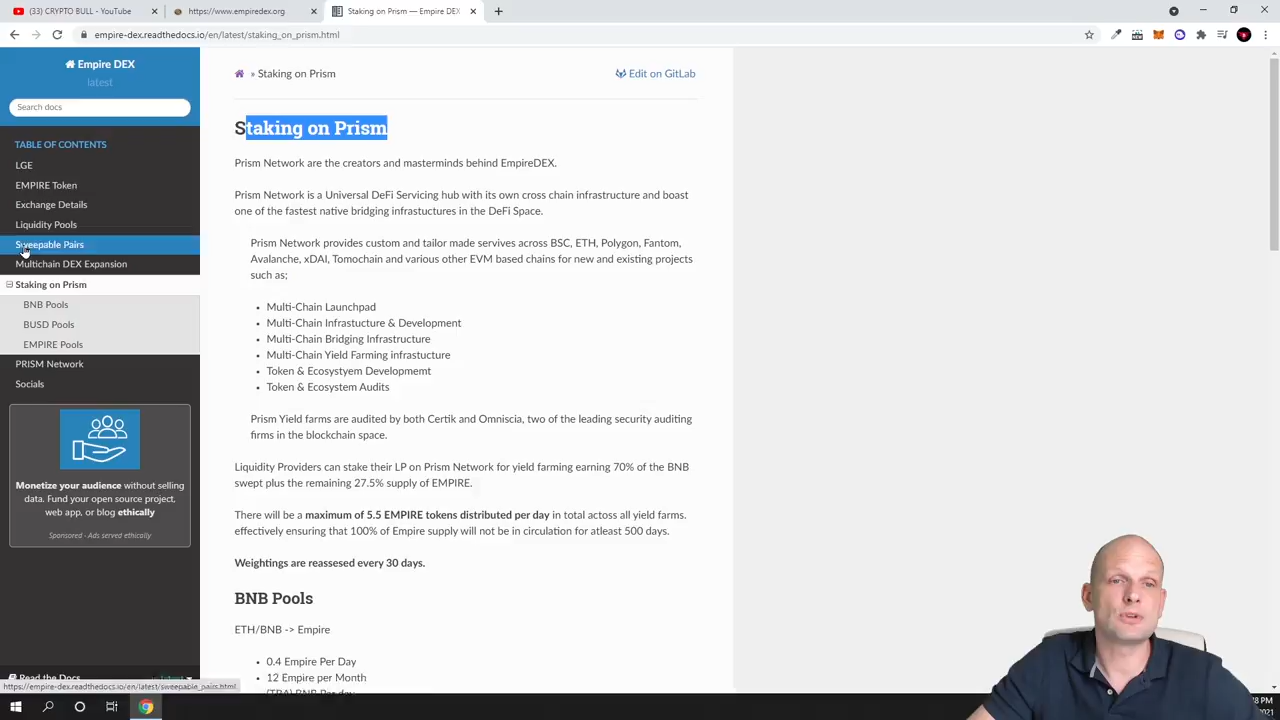 (33) CRYPTO BULL - YouTube
https://www.empiredex.org
Staking on Prism — Empire DEX
empire-dex.readthedocs.io/en/latest/staking_on_prism.html
Empire DEX
latest
Search docs
TABLE OF CONTENTS
LGE
EMPIRE Token
Exchange Details
Liquidity Pools
Sweepable Pairs
Multichain DEX Expansion
Staking on Prism
BNB Pools
BUSD Pools
EMPIRE Pools
PRISM Network
Socials
Monetize your audience without selling
data. Fund your open source project,
web app, or blog ethically
Sponsored · Ads served ethically
Read the Docs
latest
https://empire-dex.readthedocs.io/en/latest/sweepable_pairs.html
» Staking on Prism
Edit on GitLab
Staking on Prism
Prism Network are the creators and masterminds behind EmpireDEX.
Prism Network is a Universal DeFi Servicing hub with its own cross chain infrastructure and boast
one of the fastest native bridging infrastuctures in the DeFi Space.
Prism Network provides custom and tailor made servives across BSC, ETH, Polygon, Fantom,
Avalanche, xDAI, Tomochain and various other EVM based chains for new and existing projects
such as;
• Multi-Chain Launchpad
• Multi-Chain Infrastucture & Development
• Multi-Chain Bridging Infrastructure
• Multi-Chain Yield Farming infrastucture
• Token & Ecostyem Developmemt
• Token & Ecosystem Audits
Prism Yield farms are audited by both Certik and Omniscia, two of the leading security auditing
firms in the blockchain space.
Liquidity Providers can stake their LP on Prism Network for yield farming earning 70% of the BNB
swept plus the remaining 27.5% supply of EMPIRE.
There will be a maximum of 5.5 EMPIRE tokens distributed per day in total actoss all yield farms.
effectively ensuring that 100% of Empire supply will not be in circulation for atleast 500 days.
Weightings are reassesed every 30 days.
BNB Pools
ETH/BNB -> Empire
• 0.4 Empire Per Day
• 12 Empire per Month
• (TBA) BNB Per day